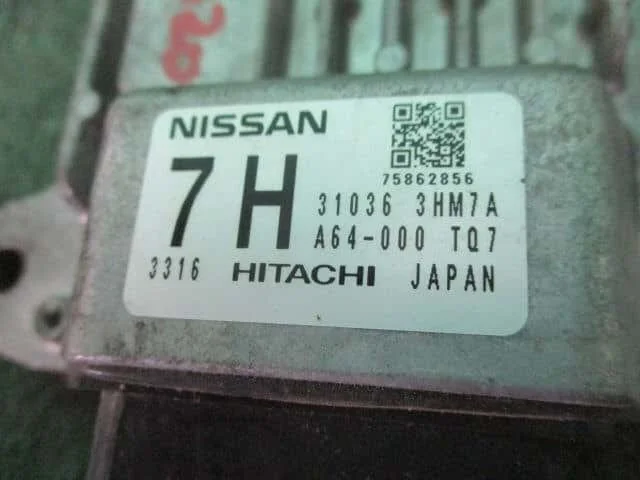 NISSAN
75862856
7H
31036 3HM7A
A64-000 TQ7
3316 HITACHI JAPAN